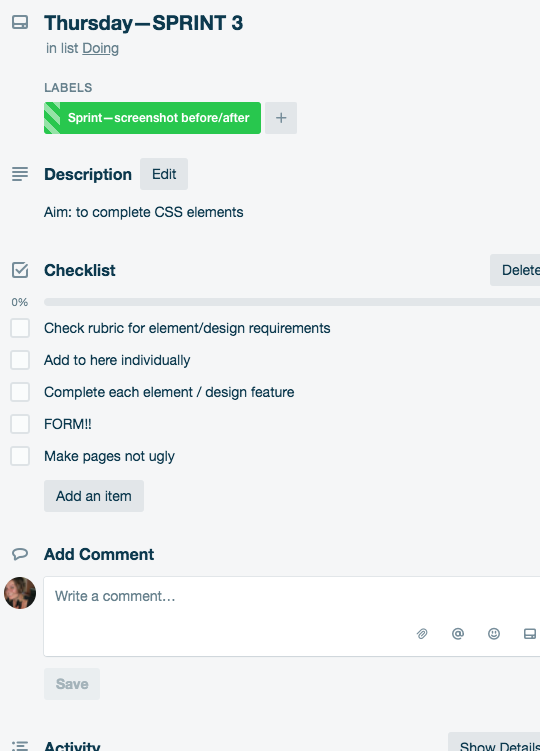 Thursday—SPRINT 3
in list Doing
LABELS
Sprint—screenshot before/after
+
Description Edit
Aim: to complete CSS elements
Checklist Delete
0%
Check rubric for element/design requirements
Add to here individually
Complete each element / design feature
FORM!!
Make pages not ugly
Add an item
Add Comment
Write a comment…
@
Save
Activity Show Details